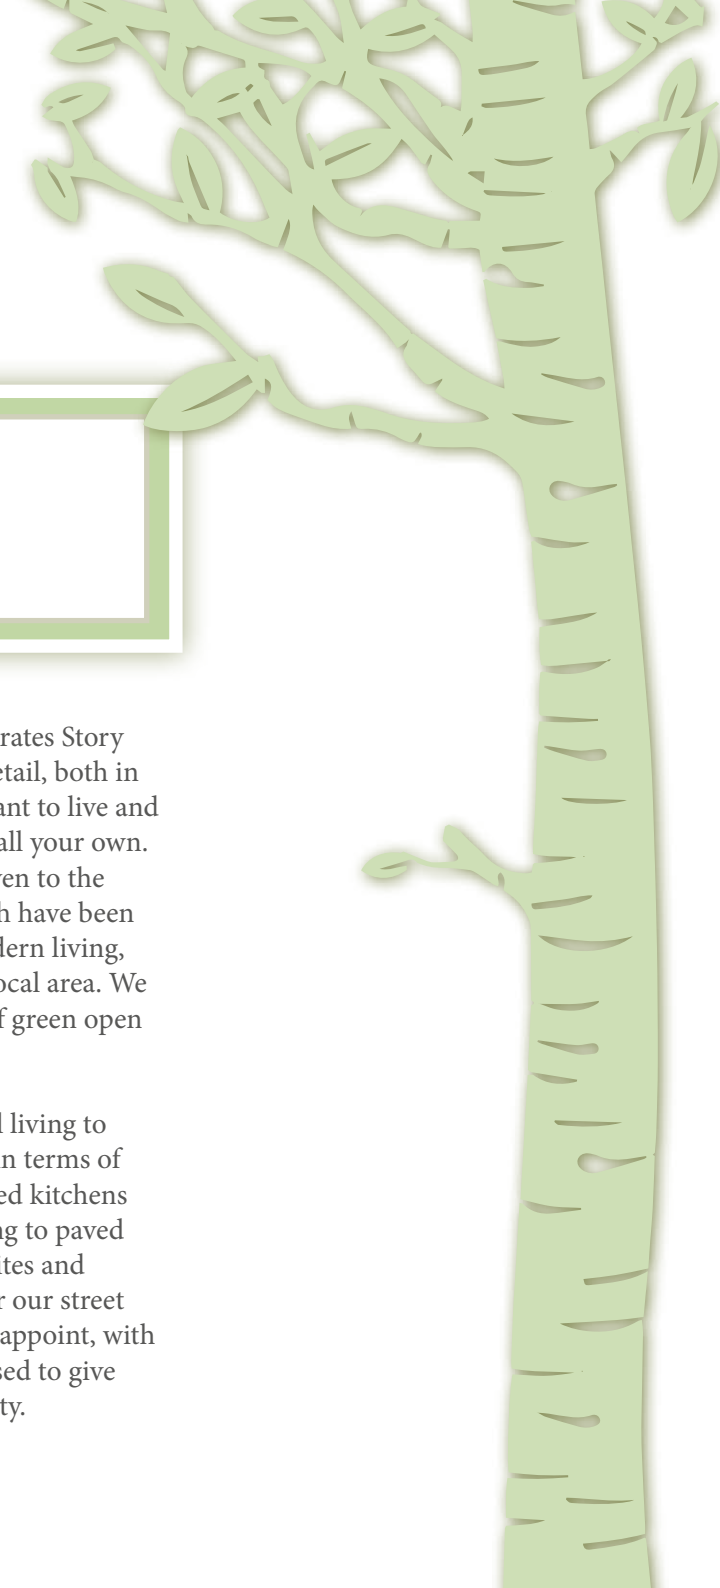 rates Story
etail, both in
ant to live and
all your own.
ven to the
h have been
dern living,
ocal area. We
f green open
l living to
in terms of
ed kitchens
ng to paved
ites and
r our street
appoint, with
sed to give
ty.